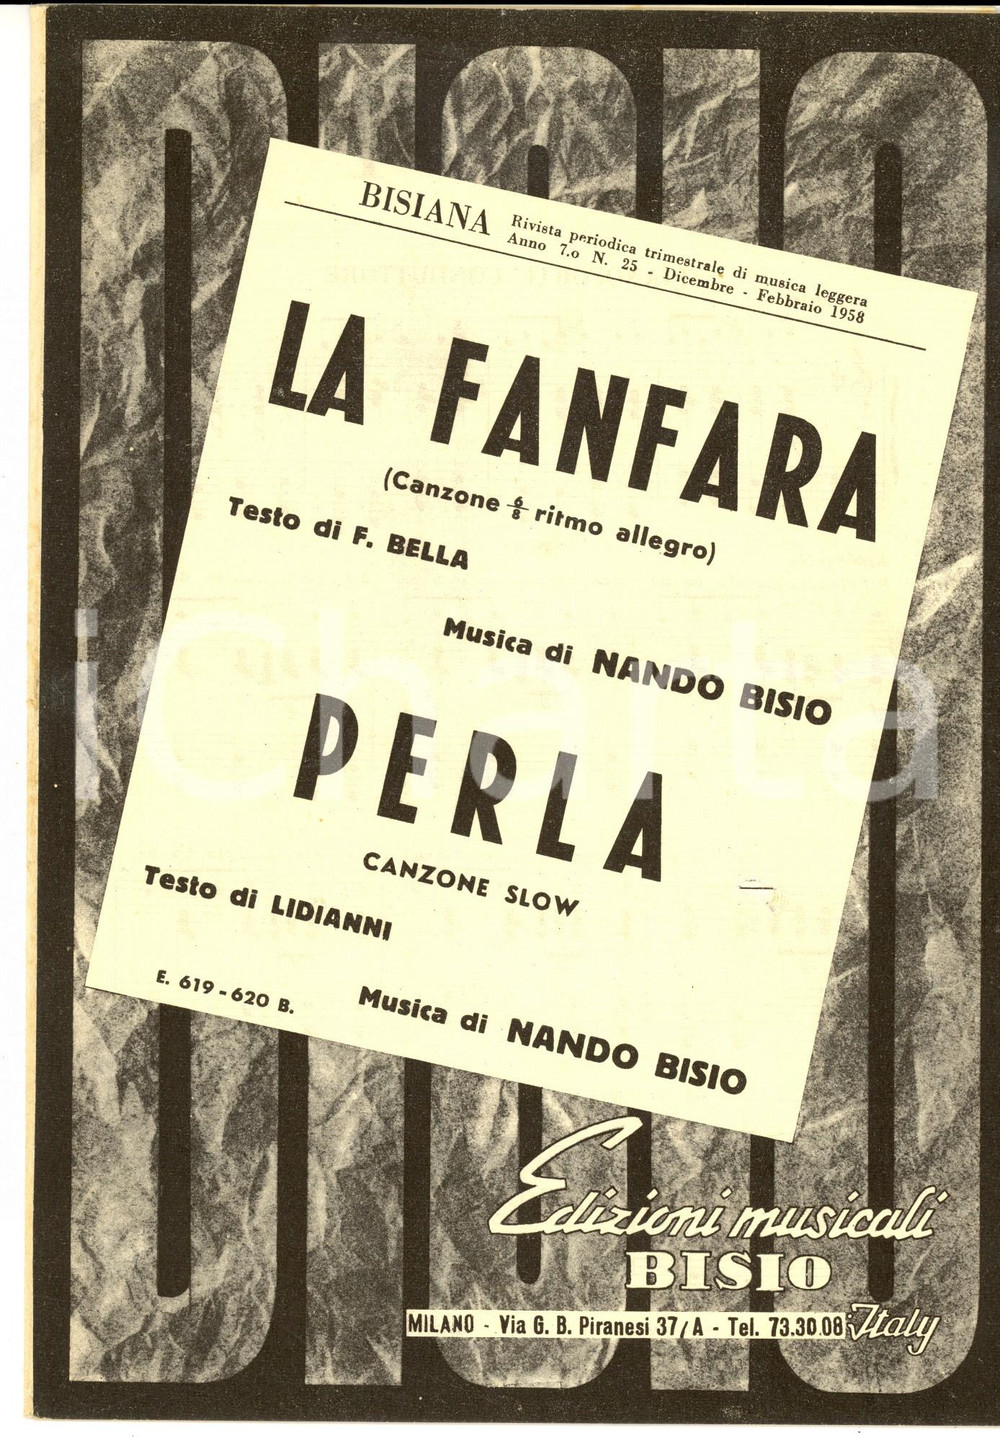 BISIO
BISIANA
Rivista periodica trimestrale di musica leggera
Anno 7.o N. 25 - Dicembre - Febbraio 1958
LA FANFARA
(Canzone 6/8 ritmo allegro)
Testo di F. BELLA
Musica di NANDO BISIO
PERLA
CANZONE SLOW
Testo di LIDIANNI
Musica di NANDO BISIO
E. 619-620 B.
Edizioni musicali
BISIO
MILANO - Via G. B. Piranesi 37/A - Tel. 73.30.08 - Italy
iCharta